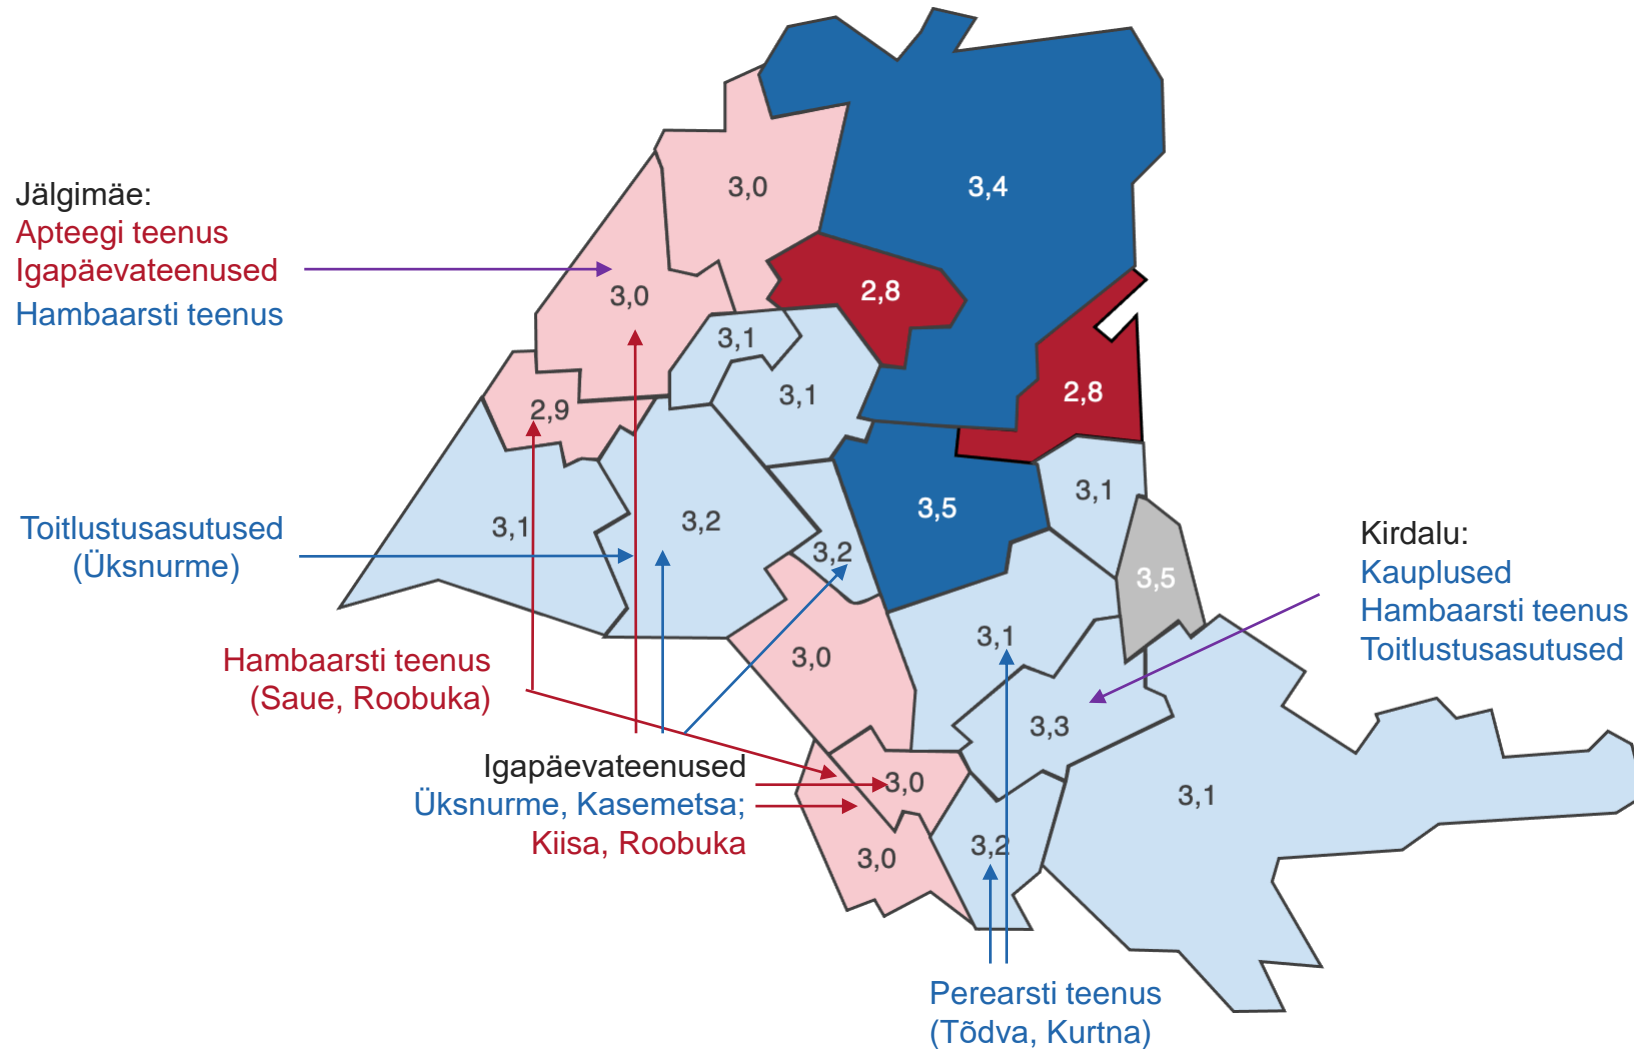 3,0
3,4
Jälgimäe:
Apteegi teenus
Igapäevateenused
Hambaarsti teenus
3,0
2,8
3,1
3,1
2,8
2,9
3,1
3,2
3,5
3,1
3,2
3,5
Toitlustusasutused
(Üksnurme)
Kirdalu:
Kauplused
Hambaarsti teenus
Toitlustusasutused
Hambaarsti teenus
(Saue, Roobuka)
3,0
3,1
3,3
Igapäevateenused
Üksnurme, Kasemetsa;
Kiisa, Roobuka
3,0
3,1
3,0
3,2
Perearsti teenus
(Tõdva, Kurtna)